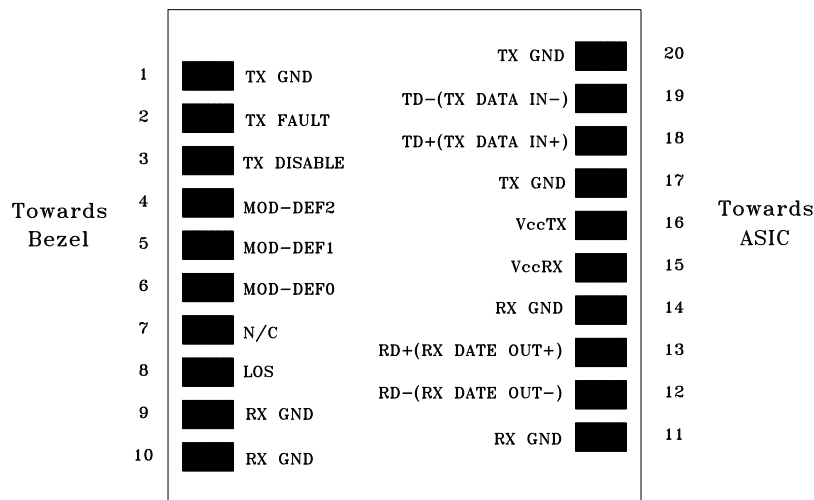 Towards
Bezel
1 TX GND
2 TX FAULT
3 TX DISABLE
4 MOD-DEF2
5 MOD-DEF1
6 MOD-DEF0
7 N/C
8 LOS
9 RX GND
10 RX GND
TX GND 20
TD-(TX DATA IN-) 19
TD+(TX DATA IN+) 18
TX GND 17
VccTX 16
VccRX 15
RX GND 14
RD+(RX DATE OUT+) 13
RD-(RX DATE OUT-) 12
RX GND 11
Towards
ASIC